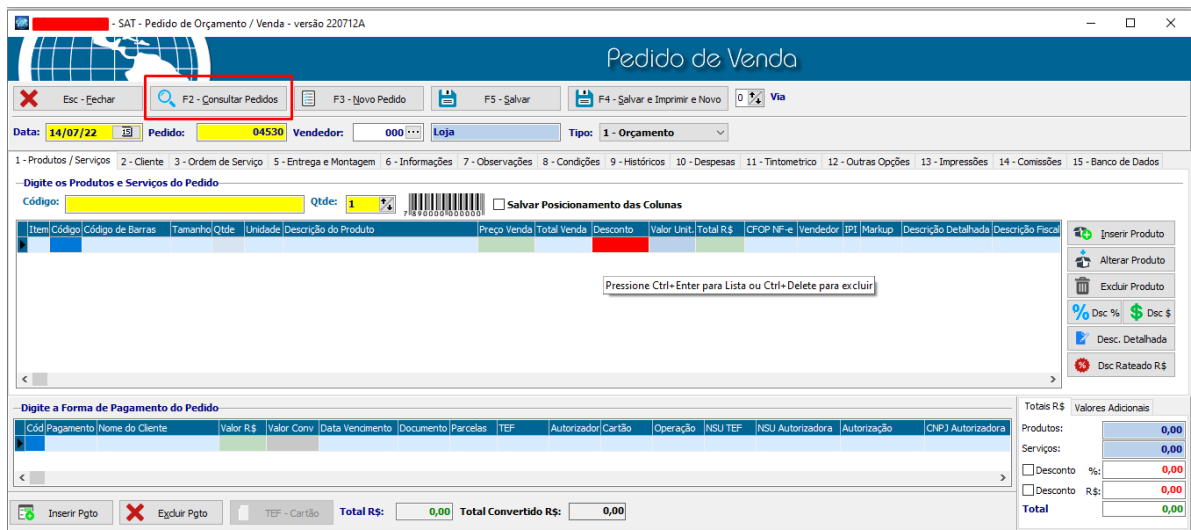 - SAT - Pedido de Orçamento / Venda - versão 220712A
Pedido de Venda
Esc - Fechar F2 - Consultar Pedidos F3 - Novo Pedido F5 - Salvar F4 - Salvar e Imprimir e Novo 0 Via
Data: 14/07/22 15 Pedido: 04530 Vendedor: 000 ... Loja Tipo: 1 - Orçamento
1 - Produtos / Serviços 2 - Cliente 3 - Ordem de Serviço 5 - Entrega e Montagem 6 - Informações 7 - Observações 8 - Condições 9 - Históricos 10 - Despesas 11 - Tintometrico 12 - Outras Opções 13 - Impressões 14 - Comissões 15 - Banco de Dados
Digite os Produtos e Serviços do Pedido
Código: Qtde: 1 7 890000 000000 Salvar Posicionamento das Colunas
Item Código Código de Barras Tamanho Qtde Unidade Descrição do Produto Preço Venda Total Venda Desconto Valor Unit. Total R$ CFOP NF-e Vendedor IPI Markup Descrição Detalhada Descrição Fiscal
Inserir Produto
Alterar Produto
Pressione Ctrl+Enter para Lista ou Ctrl+Delete para excluir
Excluir Produto
% Dsc % $ Dsc $
Desc. Detalhada
% Dsc Rateado R$
Digite a Forma de Pagamento do Pedido
Cód Pagamento Nome do Cliente Valor R$ Valor Conv Data Vencimento Documento Parcelas TEF Autorizador Cartão Operação NSU TEF NSU Autorizadora Autorização CNPJ Autorizadora
Totais R$ Valores Adicionais
Produtos: 0,00
Serviços: 0,00
Desconto %: 0,00
Desconto R$: 0,00
Total 0,00
Inserir Pgto Excluir Pgto TEF - Cartão Total R$: 0,00 Total Convertido R$: 0,00